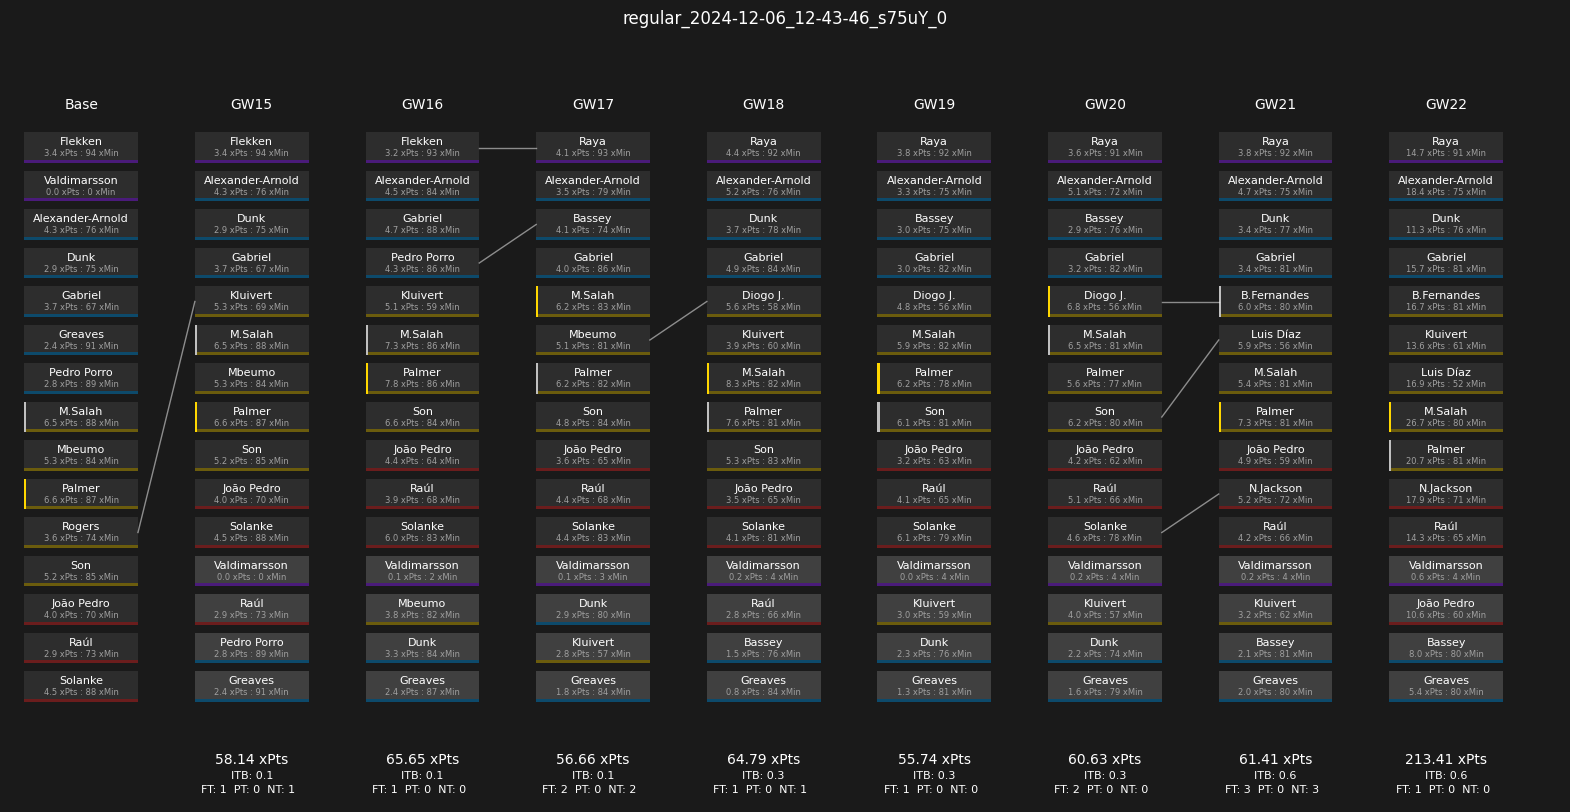 regular_2024-12-06_12-43-46_s75uY_0
Base
Flekken
3.4 xPts : 94 xMin
Valdimarsson
0.0 xPts : 0 xMin
Alexander-Arnold
4.3 xPts : 76 xMin
Dunk
2.9 xPts : 75 xMin
Gabriel
3.7 xPts : 67 xMin
Greaves
2.4 xPts : 91 xMin
Pedro Porro
2.8 xPts : 89 xMin
M.Salah
6.5 xPts : 88 xMin
Mbeumo
5.3 xPts : 84 xMin
Palmer
6.6 xPts : 87 xMin
Rogers
3.6 xPts : 74 xMin
Son
5.2 xPts : 85 xMin
João Pedro
4.0 xPts : 70 xMin
Raúl
2.9 xPts : 73 xMin
Solanke
4.5 xPts : 88 xMin
GW15
Flekken
3.4 xPts : 94 xMin
Alexander-Arnold
4.3 xPts : 76 xMin
Dunk
2.9 xPts : 75 xMin
Gabriel
3.7 xPts : 67 xMin
Kluivert
5.3 xPts : 69 xMin
M.Salah
6.5 xPts : 88 xMin
Mbeumo
5.3 xPts : 84 xMin
Palmer
6.6 xPts : 87 xMin
Son
5.2 xPts : 85 xMin
João Pedro
4.0 xPts : 70 xMin
Solanke
4.5 xPts : 88 xMin
Valdimarsson
0.0 xPts : 0 xMin
Raúl
2.9 xPts : 73 xMin
Pedro Porro
2.8 xPts : 89 xMin
Greaves
2.4 xPts : 91 xMin
58.14 xPts
ITB: 0.1
FT: 1 PT: 0 NT: 1
GW16
Flekken
3.2 xPts : 93 xMin
Alexander-Arnold
4.5 xPts : 84 xMin
Gabriel
4.7 xPts : 88 xMin
Pedro Porro
4.3 xPts : 86 xMin
Kluivert
5.1 xPts : 59 xMin
M.Salah
7.3 xPts : 86 xMin
Palmer
7.8 xPts : 86 xMin
Son
6.6 xPts : 84 xMin
João Pedro
4.4 xPts : 64 xMin
Raúl
3.9 xPts : 68 xMin
Solanke
6.0 xPts : 83 xMin
Valdimarsson
0.1 xPts : 2 xMin
Mbeumo
3.8 xPts : 82 xMin
Dunk
3.3 xPts : 84 xMin
Greaves
2.4 xPts : 87 xMin
65.65 xPts
ITB: 0.1
FT: 1 PT: 0 NT: 0
GW17
Raya
4.1 xPts : 93 xMin
Alexander-Arnold
3.5 xPts : 79 xMin
Bassey
4.1 xPts : 74 xMin
Gabriel
4.0 xPts : 86 xMin
M.Salah
6.2 xPts : 83 xMin
Mbeumo
5.1 xPts : 81 xMin
Palmer
6.2 xPts : 82 xMin
Son
4.8 xPts : 84 xMin
João Pedro
3.6 xPts : 65 xMin
Raúl
4.4 xPts : 68 xMin
Solanke
4.4 xPts : 83 xMin
Valdimarsson
0.1 xPts : 3 xMin
Dunk
2.9 xPts : 80 xMin
Kluivert
2.8 xPts : 57 xMin
Greaves
1.8 xPts : 84 xMin
56.66 xPts
ITB: 0.1
FT: 2 PT: 0 NT: 2
GW18
Raya
4.4 xPts : 92 xMin
Alexander-Arnold
5.2 xPts : 76 xMin
Dunk
3.7 xPts : 78 xMin
Gabriel
4.9 xPts : 84 xMin
Diogo J.
5.6 xPts : 58 xMin
Kluivert
3.9 xPts : 60 xMin
M.Salah
8.3 xPts : 82 xMin
Palmer
7.6 xPts : 81 xMin
Son
5.3 xPts : 83 xMin
João Pedro
3.5 xPts : 65 xMin
Solanke
4.1 xPts : 81 xMin
Valdimarsson
0.2 xPts : 4 xMin
Raúl
2.8 xPts : 66 xMin
Bassey
1.5 xPts : 76 xMin
Greaves
0.8 xPts : 84 xMin
64.79 xPts
ITB: 0.3
FT: 1 PT: 0 NT: 1
GW19
Raya
3.8 xPts : 92 xMin
Alexander-Arnold
3.3 xPts : 75 xMin
Bassey
3.0 xPts : 75 xMin
Gabriel
3.0 xPts : 82 xMin
Diogo J.
4.8 xPts : 56 xMin
M.Salah
5.9 xPts : 82 xMin
Palmer
6.2 xPts : 78 xMin
Son
6.1 xPts : 81 xMin
João Pedro
3.2 xPts : 63 xMin
Raúl
4.1 xPts : 65 xMin
Solanke
6.1 xPts : 79 xMin
Valdimarsson
0.0 xPts : 4 xMin
Kluivert
3.0 xPts : 59 xMin
Dunk
2.3 xPts : 76 xMin
Greaves
1.3 xPts : 81 xMin
55.74 xPts
ITB: 0.3
FT: 1 PT: 0 NT: 0
GW20
Raya
3.6 xPts : 91 xMin
Alexander-Arnold
5.1 xPts : 72 xMin
Bassey
2.9 xPts : 76 xMin
Gabriel
3.2 xPts : 82 xMin
Diogo J.
6.8 xPts : 56 xMin
M.Salah
6.5 xPts : 81 xMin
Palmer
5.6 xPts : 77 xMin
Son
6.2 xPts : 80 xMin
João Pedro
4.2 xPts : 62 xMin
Raúl
5.1 xPts : 66 xMin
Solanke
4.6 xPts : 78 xMin
Valdimarsson
0.2 xPts : 4 xMin
Kluivert
4.0 xPts : 57 xMin
Dunk
2.2 xPts : 74 xMin
Greaves
1.6 xPts : 79 xMin
60.63 xPts
ITB: 0.3
FT: 2 PT: 0 NT: 0
GW21
Raya
3.8 xPts : 92 xMin
Alexander-Arnold
4.7 xPts : 75 xMin
Dunk
3.4 xPts : 77 xMin
Gabriel
3.4 xPts : 81 xMin
B.Fernandes
6.0 xPts : 80 xMin
Luis Díaz
5.9 xPts : 56 xMin
M.Salah
5.4 xPts : 81 xMin
Palmer
7.3 xPts : 81 xMin
João Pedro
4.9 xPts : 59 xMin
N.Jackson
5.2 xPts : 72 xMin
Raúl
4.2 xPts : 66 xMin
Valdimarsson
0.2 xPts : 4 xMin
Kluivert
3.2 xPts : 62 xMin
Bassey
2.1 xPts : 81 xMin
Greaves
2.0 xPts : 80 xMin
61.41 xPts
ITB: 0.6
FT: 3 PT: 0 NT: 3
GW22
Raya
14.7 xPts : 91 xMin
Alexander-Arnold
18.4 xPts : 75 xMin
Dunk
11.3 xPts : 76 xMin
Gabriel
15.7 xPts : 81 xMin
B.Fernandes
16.7 xPts : 81 xMin
Kluivert
13.6 xPts : 61 xMin
Luis Díaz
16.9 xPts : 52 xMin
M.Salah
26.7 xPts : 80 xMin
Palmer
20.7 xPts : 81 xMin
N.Jackson
17.9 xPts : 71 xMin
Raúl
14.3 xPts : 65 xMin
Valdimarsson
0.6 xPts : 4 xMin
João Pedro
10.6 xPts : 60 xMin
Bassey
8.0 xPts : 80 xMin
Greaves
5.4 xPts : 80 xMin
213.41 xPts
ITB: 0.6
FT: 1 PT: 0 NT: 0